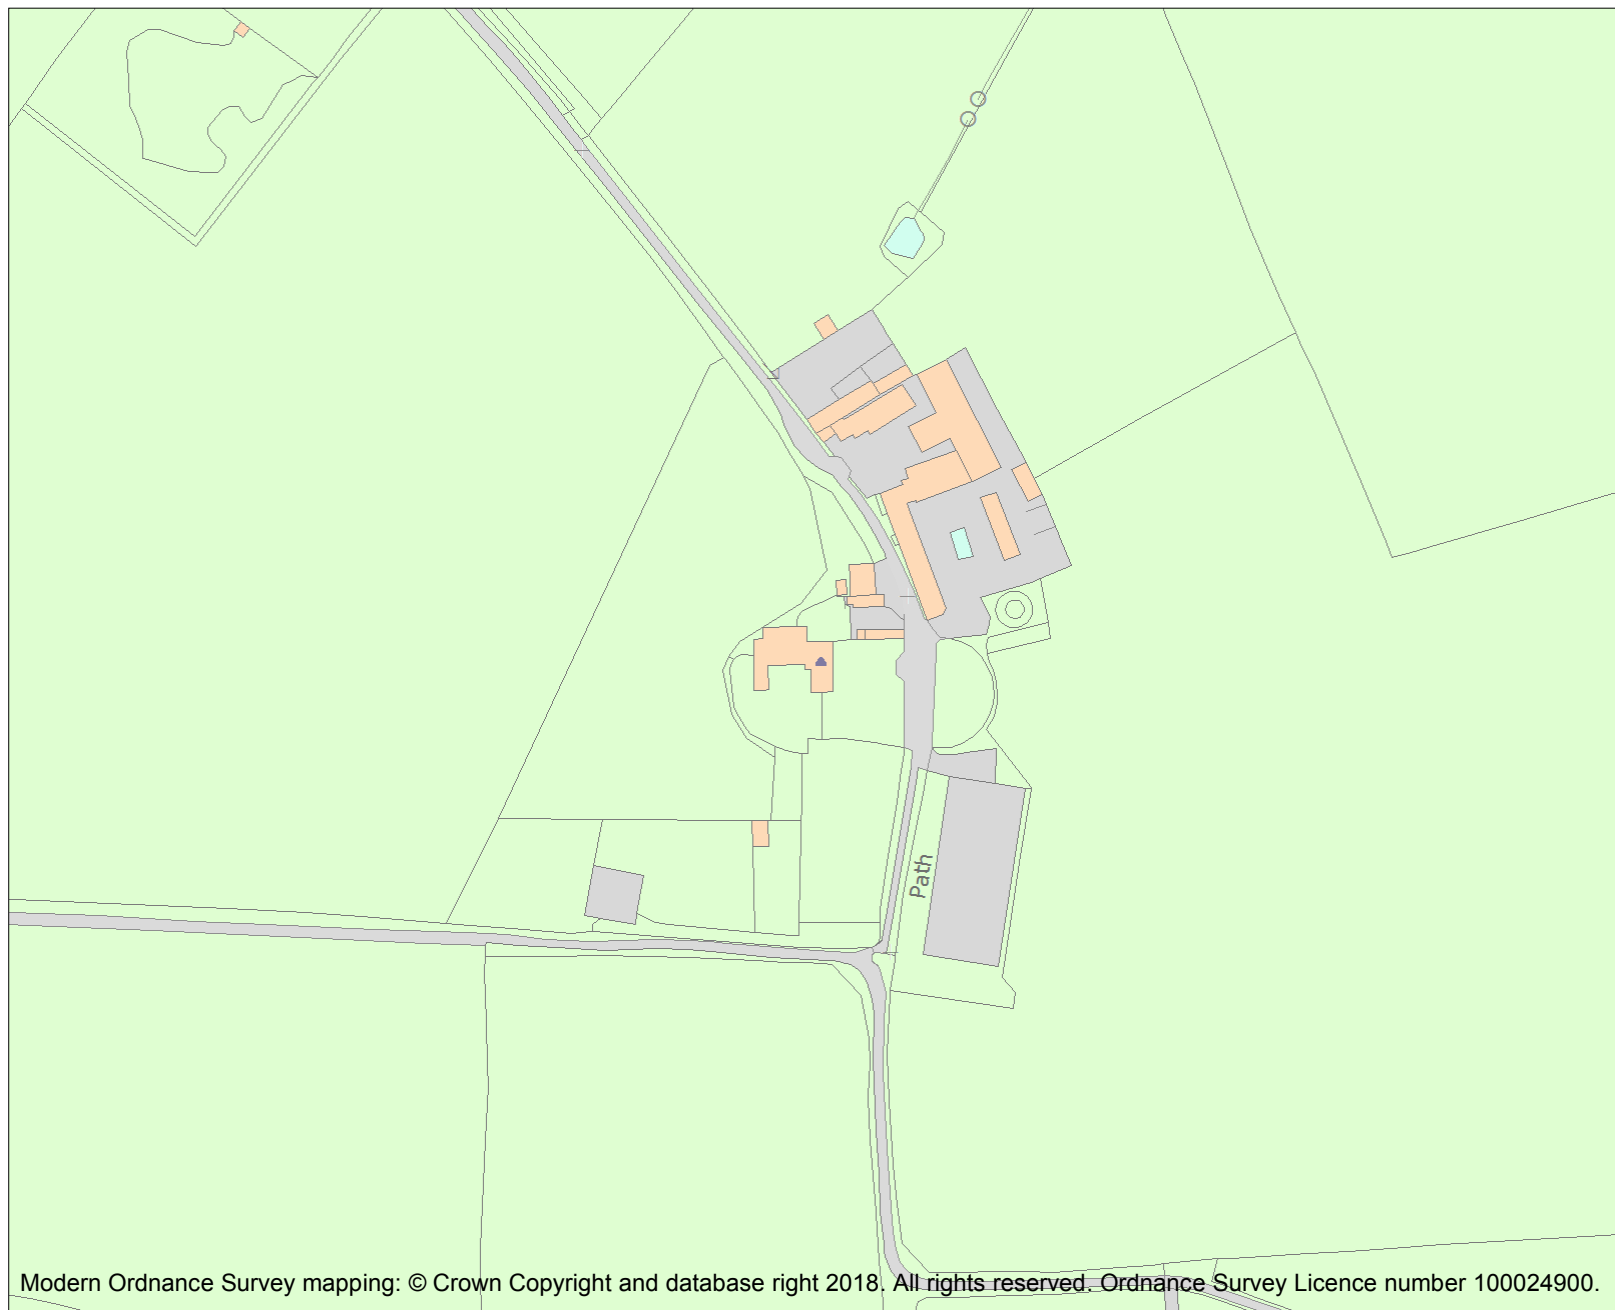 Path
Modern Ordnance Survey mapping: © Crown Copyright and database right 2018. All rights reserved. Ordnance Survey Licence number 100024900.